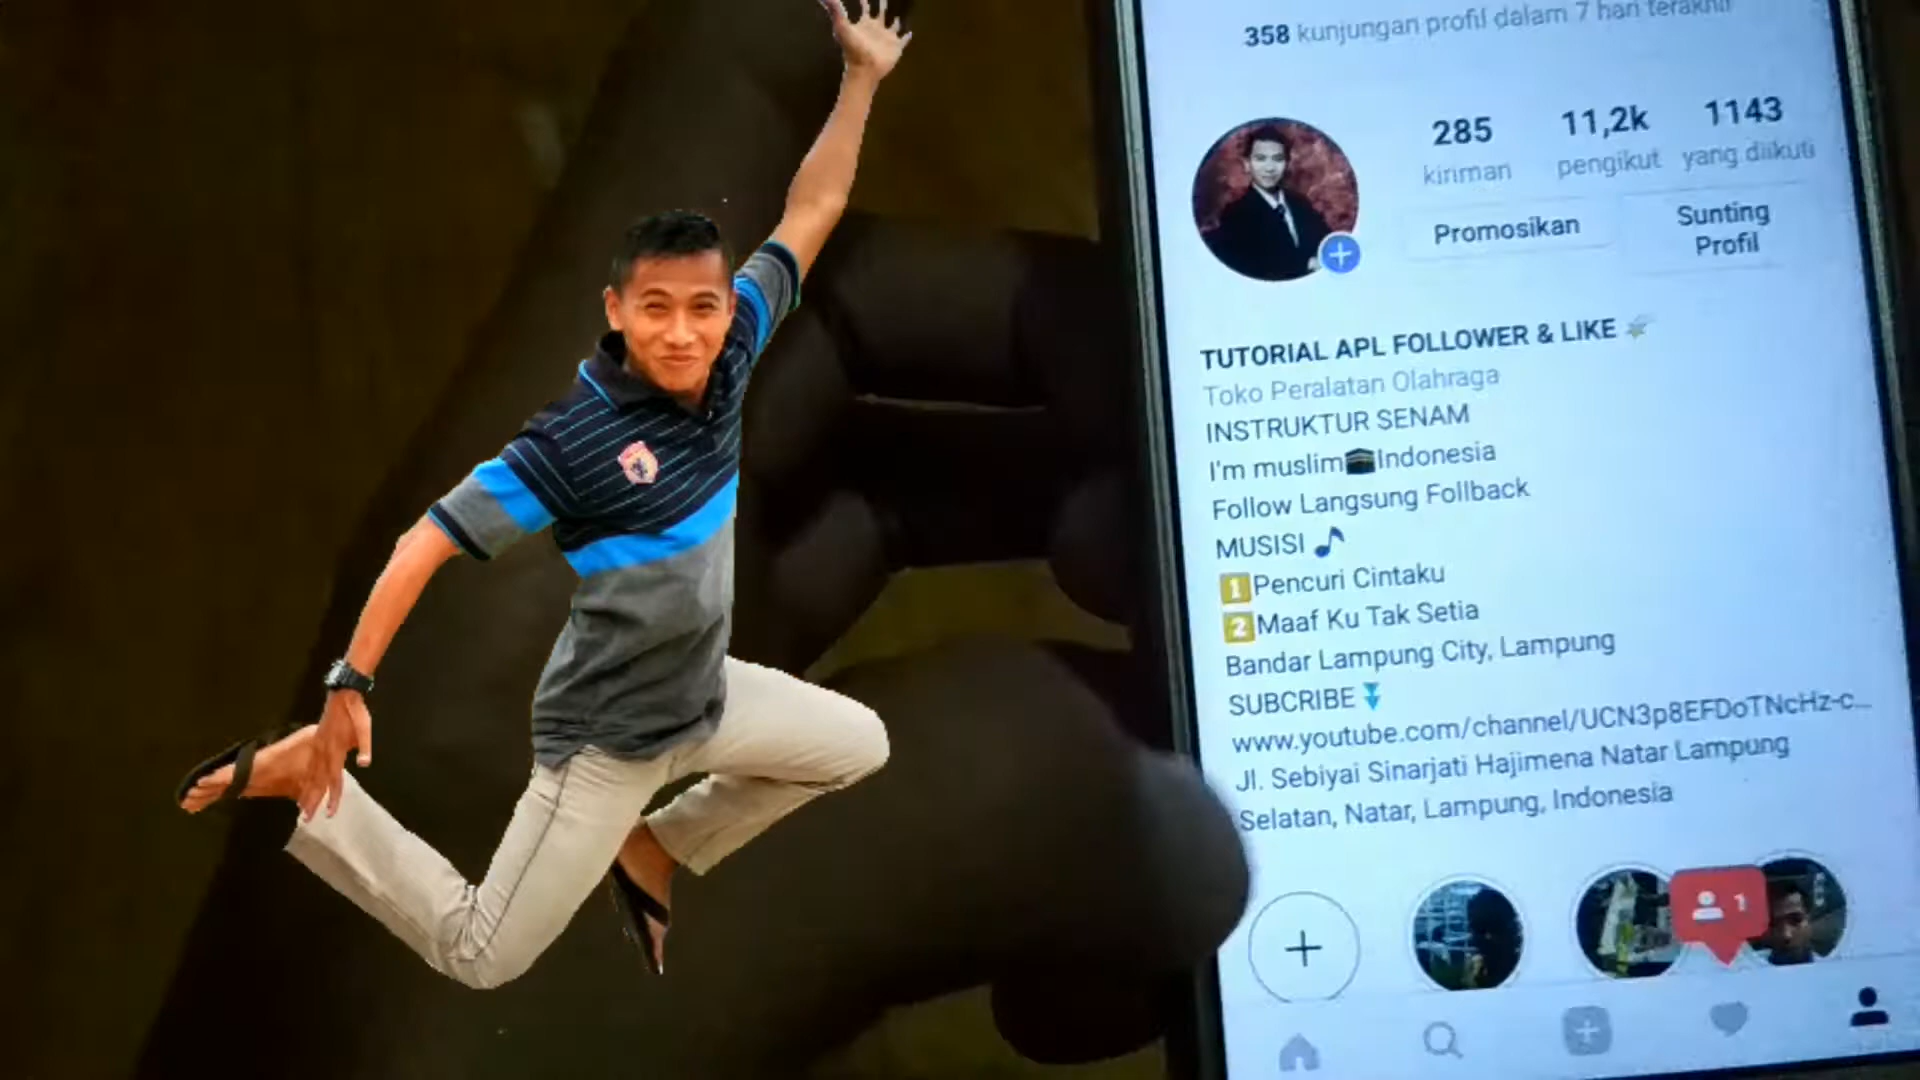 358 kunjungan profil dalam 7 hari terakhir
285
11,2k
1143
kiriman
pengikut
yang diikuti
Promosikan
Sunting
Profil
TUTORIAL APL FOLLOWER & LIKE
Toko Peralatan Olahraga
INSTRUKTUR SENAM
I'm muslim🕋Indonesia
Follow Langsung Follback
MUSISI 🎵
1 Pencuri Cintaku
2 Maaf Ku Tak Setia
Bandar Lampung City, Lampung
SUBCRIBE⏬
www.youtube.com/channel/UCN3p8EFDoTNcHz-c...
Jl. Sebiyai Sinarjati Hajimena Natar Lampung
Selatan, Natar, Lampung, Indonesia
1